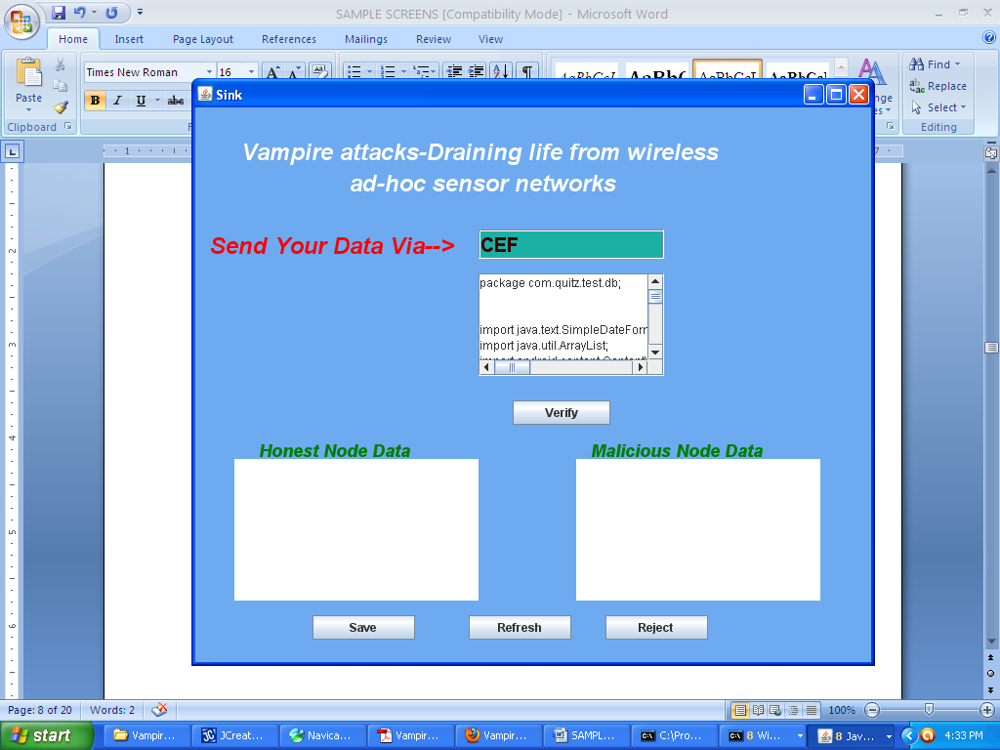 SAMPLE SCREENS [Compatibility Mode] - Microsoft Word
Home Insert Page Layout References Mailings Review View
Times New Roman 16
Find
Paste
Replace
B I U abc
Select
Clipboard
Editing
Sink
Vampire attacks-Draining life from wireless
ad-hoc sensor networks
Send Your Data Via-->
CEF
package com.quitz.test.db;
import java.text.SimpleDateForm
import java.util.ArrayList;
Verify
Honest Node Data
Malicious Node Data
Save
Refresh
Reject
Page: 8 of 20 Words: 2 100%
start Vampir... JCreat... Navica... Vampir... Vampir... SAMPL... C:\Pro... 8 Wi... 8 Jav... 4:33 PM